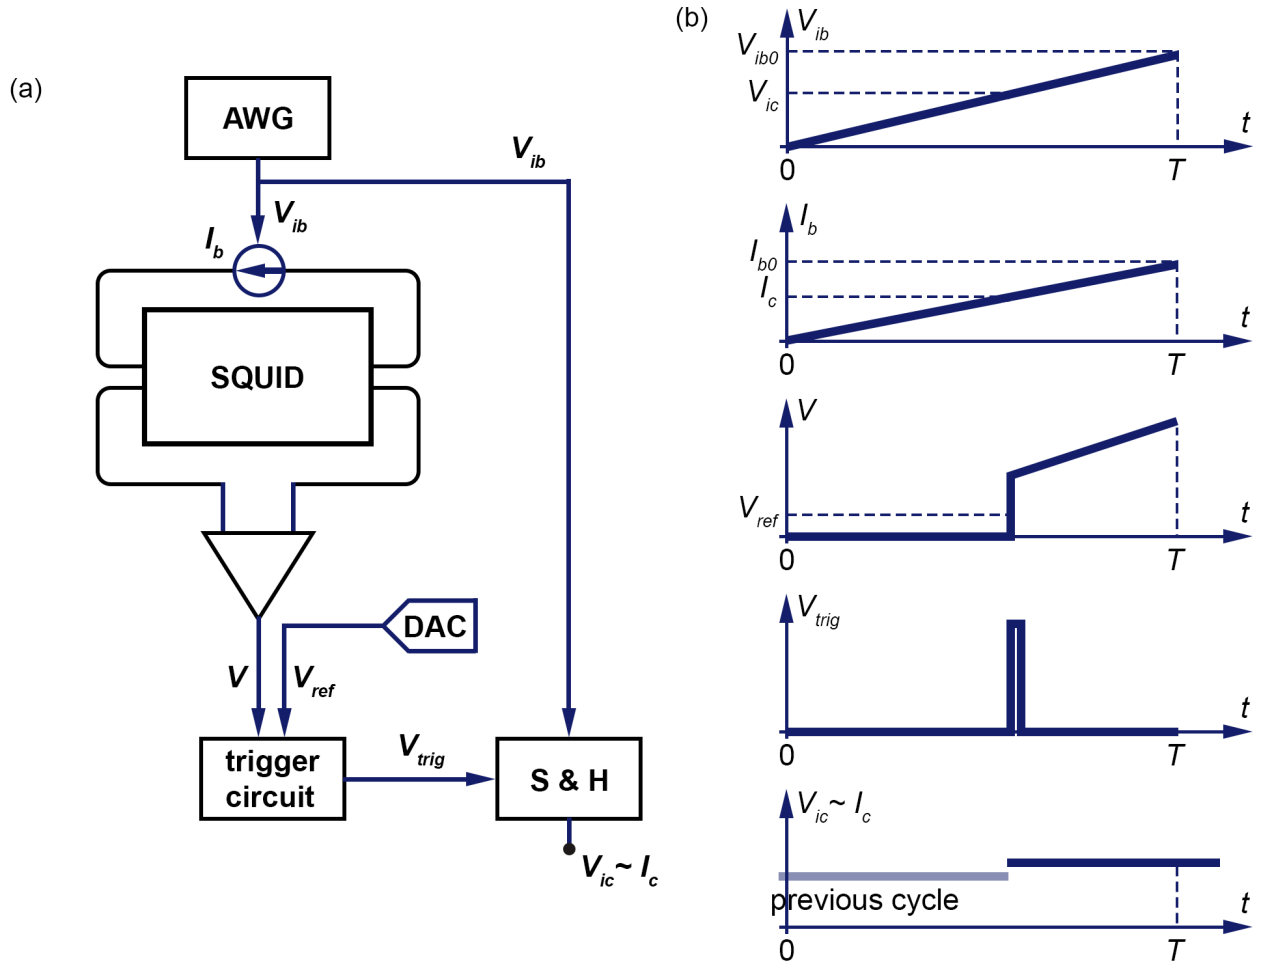 (a)
AWG
V_ib
V_ib
I_b
SQUID
DAC
V
V_ref
trigger
circuit
V_trig
S & H
V_ic ~ I_c
(b)
V_ib
V_ib0
V_ic
t
0
T
I_b
I_b0
I_c
t
0
T
V
V_ref
t
0
T
V_trig
t
0
T
V_ic ~ I_c
previous cycle
t
0
T